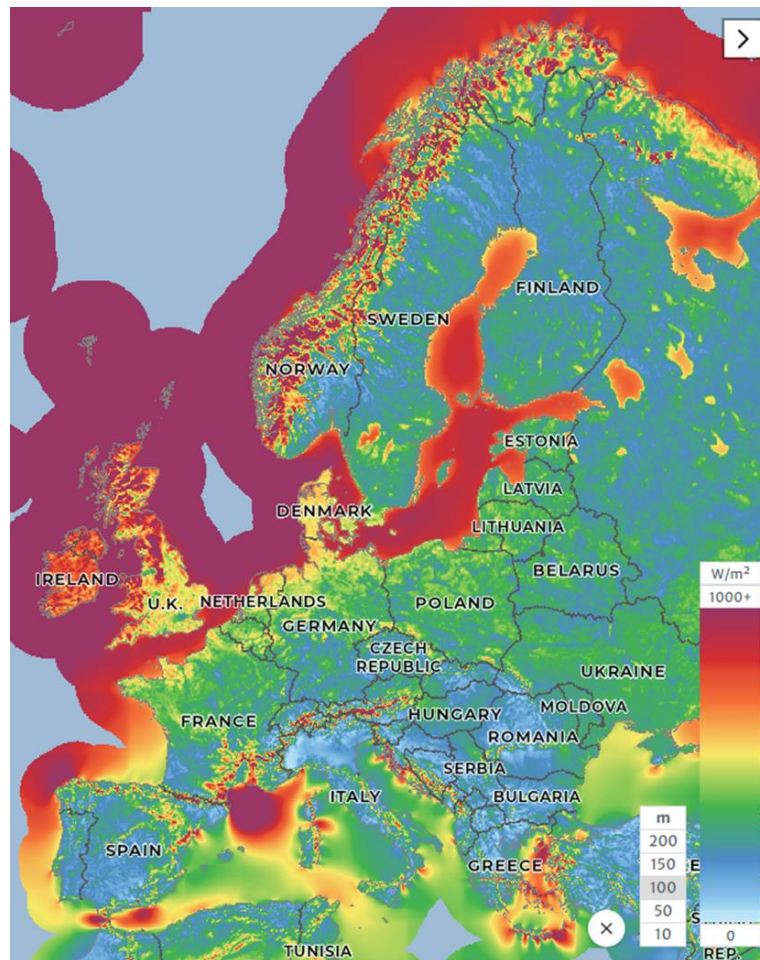 FINLAND
SWEDEN
NORWAY
ESTONIA
LATVIA
DENMARK
LITHUANIA
IRELAND
BELARUS
U.K.
NETHERLANDS
POLAND
GERMANY
CZECH
REPUBLIC
UKRAINE
FRANCE
HUNGARY
MOLDOVA
ROMANIA
SERBIA
ITALY
BULGARIA
SPAIN
GREECE
TUNISIA
REP.
W/m²
1000+
0
m
200
150
100
50
10